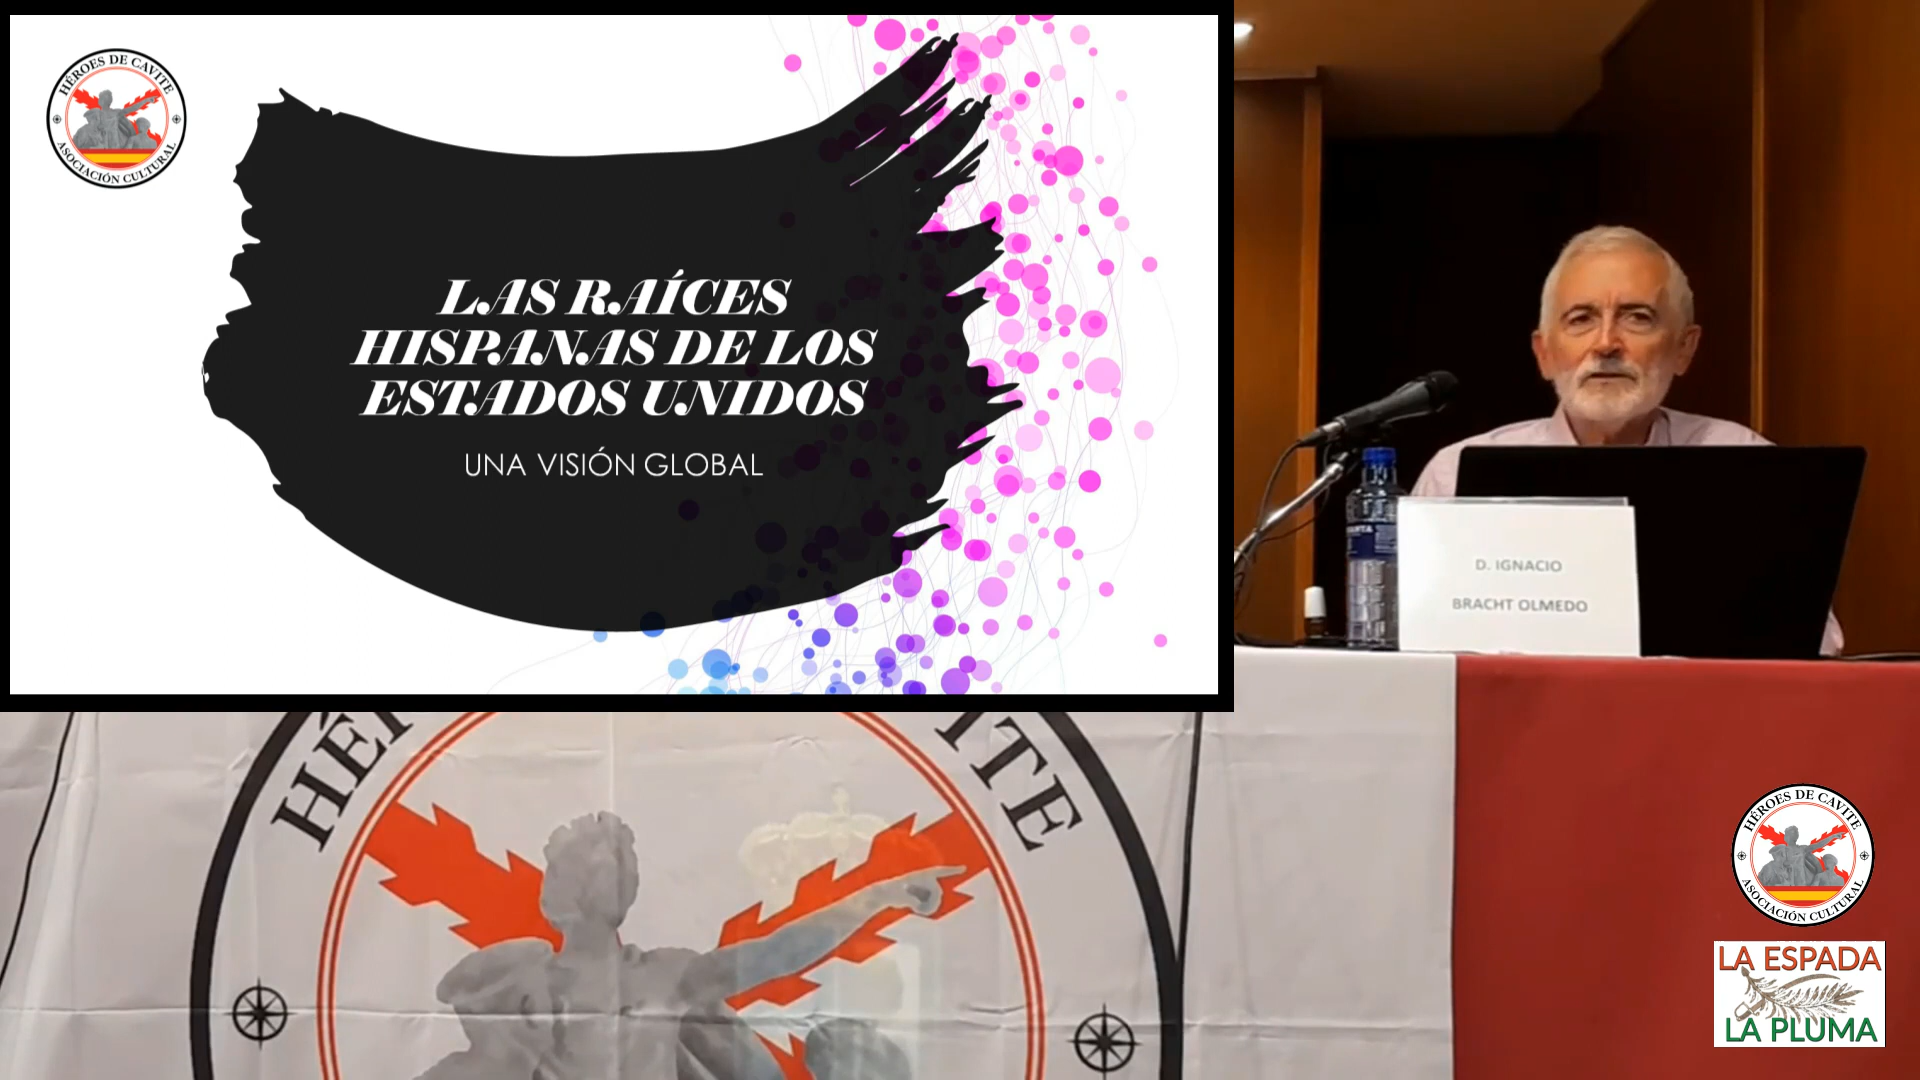 HÉROES DE CAVITE
ASOCIACIÓN CULTURAL
LAS RAÍCES
HISPANAS DE LOS
ESTADOS UNIDOS
UNA VISIÓN GLOBAL
D. IGNACIO
BRACHT OLMEDO
HÉROES DE CAVITE
ASOCIACIÓN CULTURAL
LA ESPADA
LA PLUMA